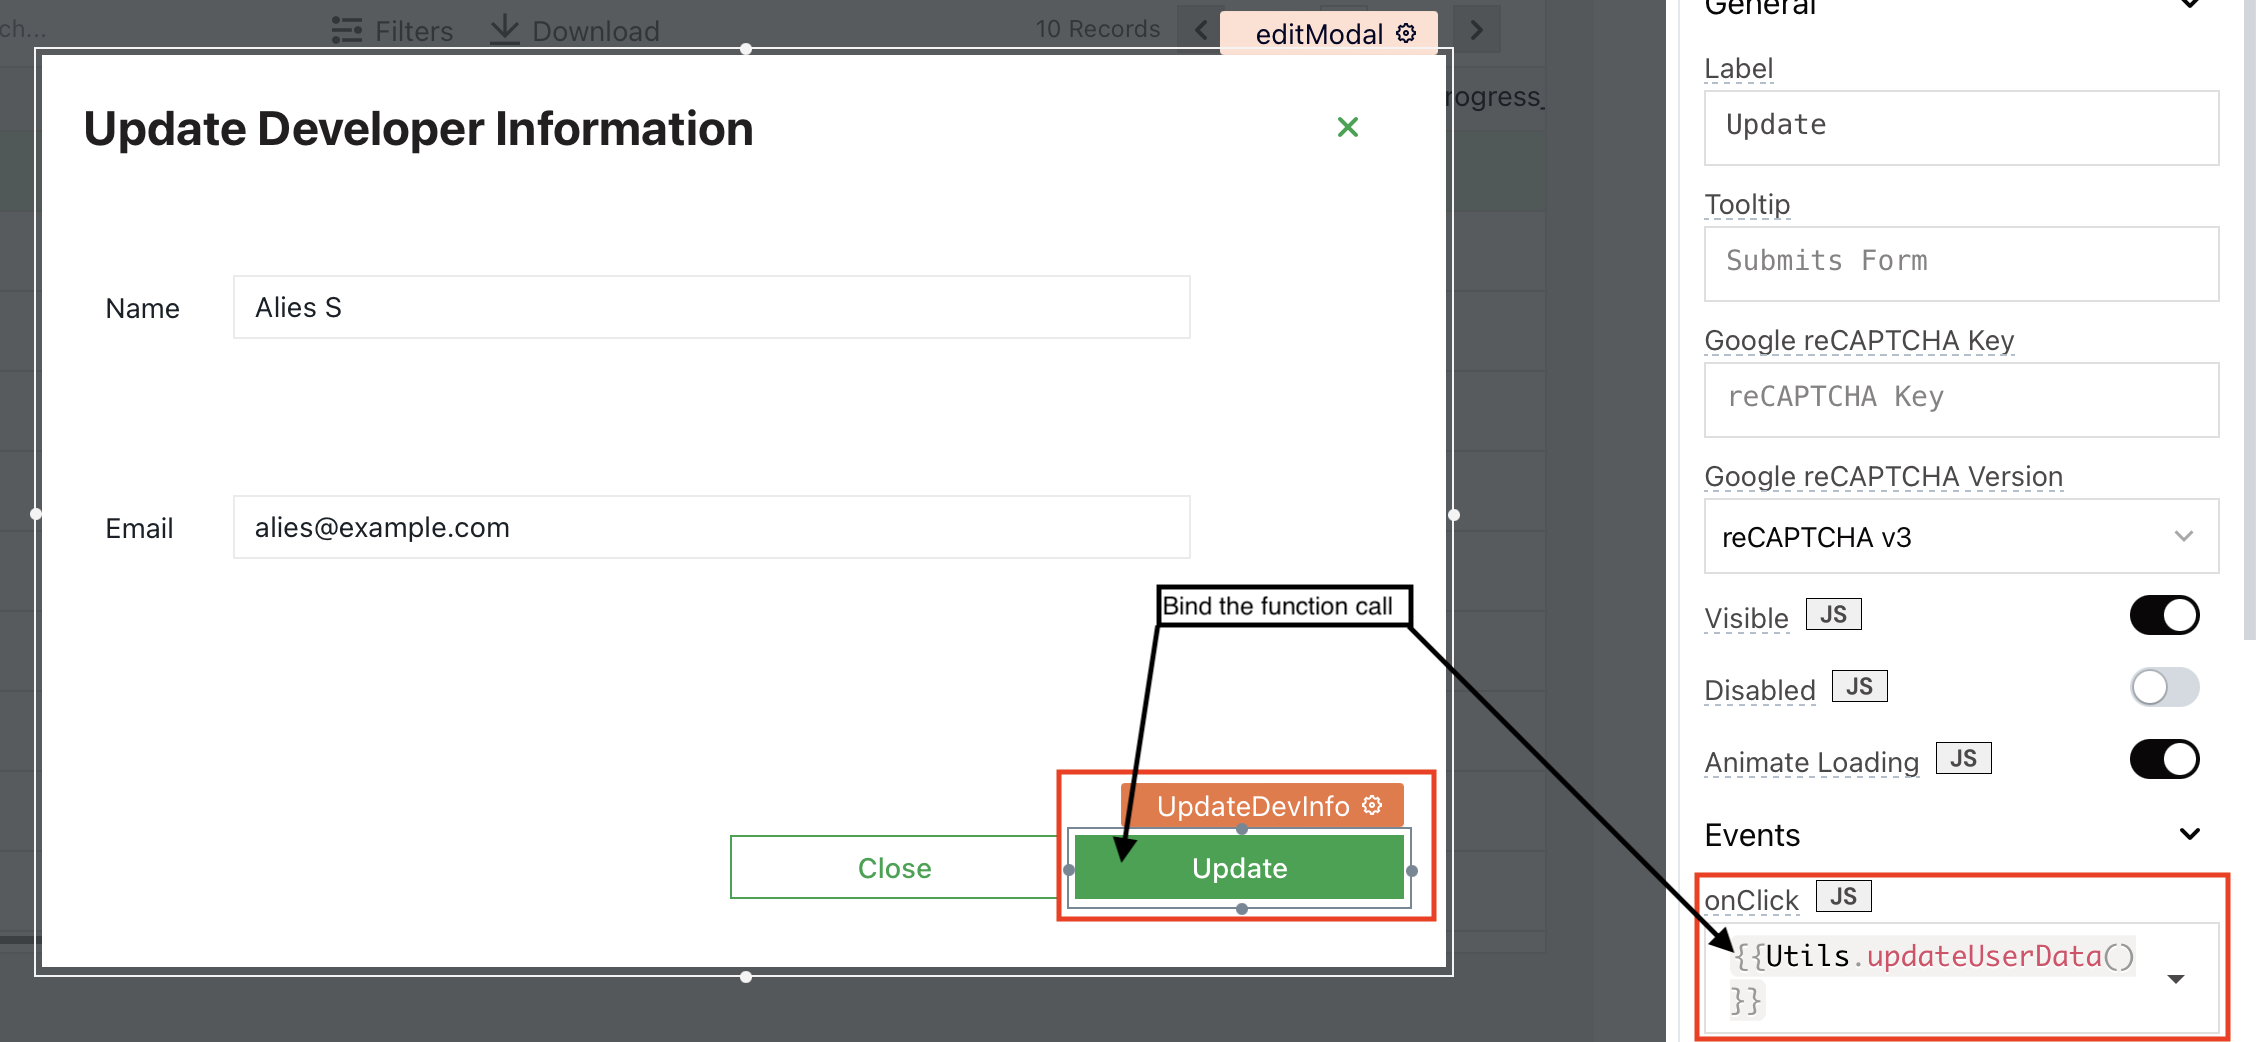 ch...
Filters
Download
10 Records
editModal
rogress_
Update Developer Information
Name
Alies S
Email
alies@example.com
Bind the function call
UpdateDevInfo
Close
Update
General
Label
Update
Tooltip
Submits Form
Google reCAPTCHA Key
reCAPTCHA Key
Google reCAPTCHA Version
reCAPTCHA v3
Visible JS
Disabled JS
Animate Loading JS
Events
onClick JS
{{Utils.updateUserData()
}}